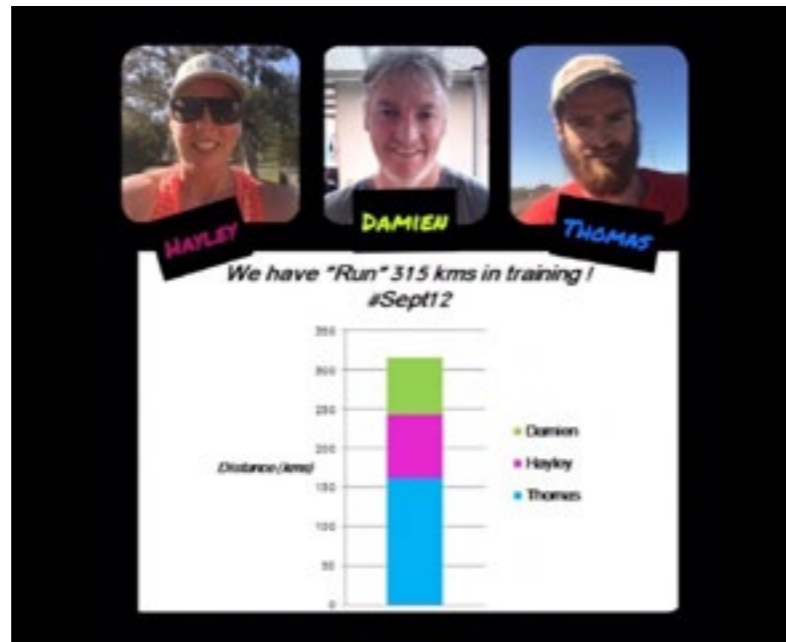 HAYLEY
DAMIEN
THOMAS
We have "Run" 315 kms in training !
#Sept12
350
300
250
200
150
100
50
0
Distance (kms)
Damien
Hayley
Thomas